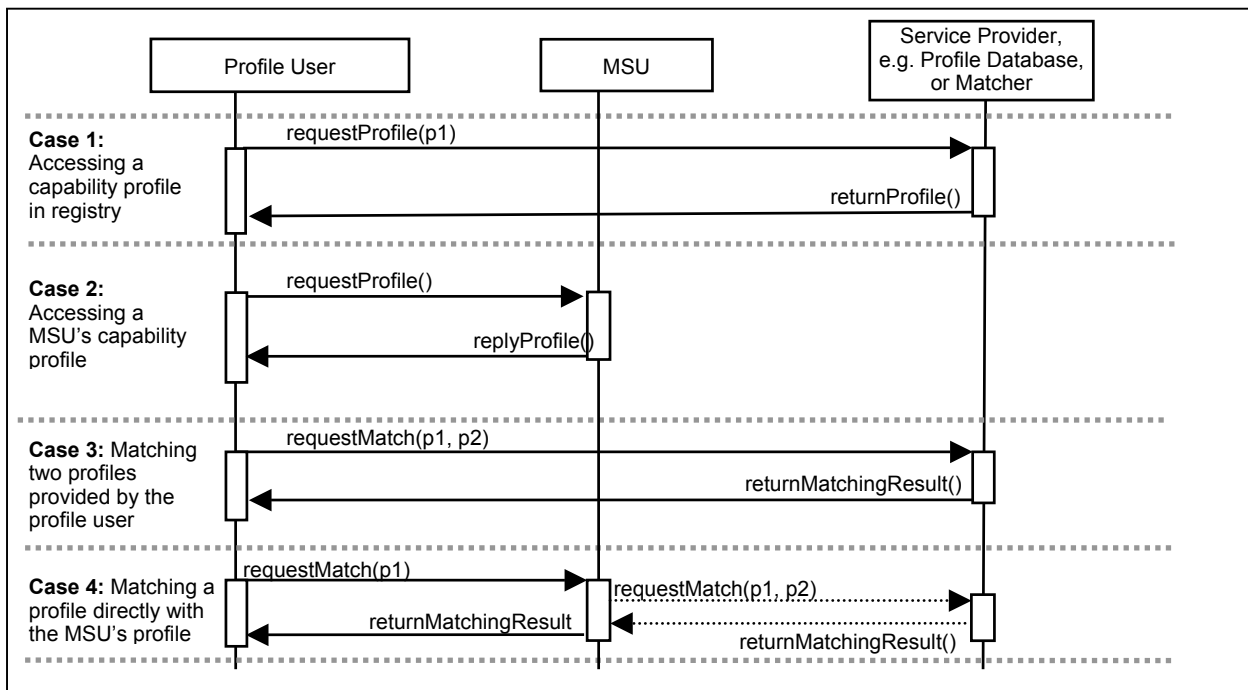 Profile User
MSU
Service Provider,
e.g. Profile Database,
or Matcher
Case 1:
Accessing a
capability profile
in registry
requestProfile(p1)
returnProfile()
Case 2:
Accessing a
MSU’s capability
profile
requestProfile()
replyProfile()
Case 3: Matching
two profiles
provided by the
profile user
requestMatch(p1, p2)
returnMatchingResult()
Case 4: Matching a
profile directly with
the MSU’s profile
requestMatch(p1)
requestMatch(p1, p2)
returnMatchingResult
returnMatchingResult()